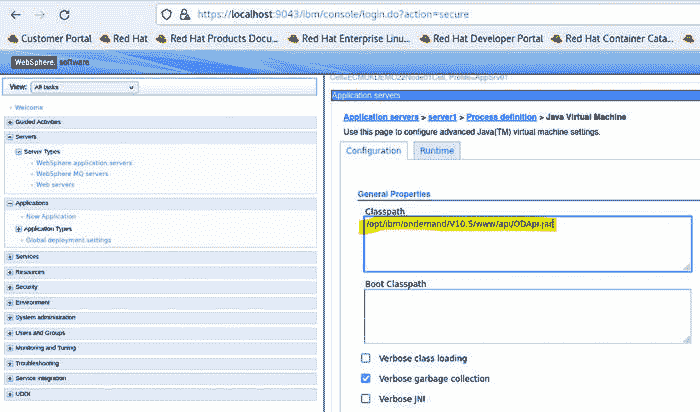 https://localhost:9043/ibm/console/login.do?action=secure
Customer Portal Red Hat Red Hat Products Docu... Red Hat Enterprise Linu... Red Hat Developer Portal Red Hat Container Cata...
WebSphere. software
View: All tasks
Welcome
Guided Activities
Servers
Server Types
WebSphere application servers
WebSphere MQ servers
Web servers
Applications
New Application
Application Types
Global deployment settings
Services
Resources
Security
Environment
System administration
Users and Groups
Monitoring and Tuning
Troubleshooting
Service integration
UDDI
Application servers
Application servers > server1 > Process definition > Java Virtual Machine
Use this page to configure advanced Java(TM) virtual machine settings.
Configuration Runtime
General Properties
Classpath
/opt/ibm/ondemand/V10.5/www/api/ODApi.jar
Boot Classpath
Verbose class loading
Verbose garbage collection
Verbose JNI